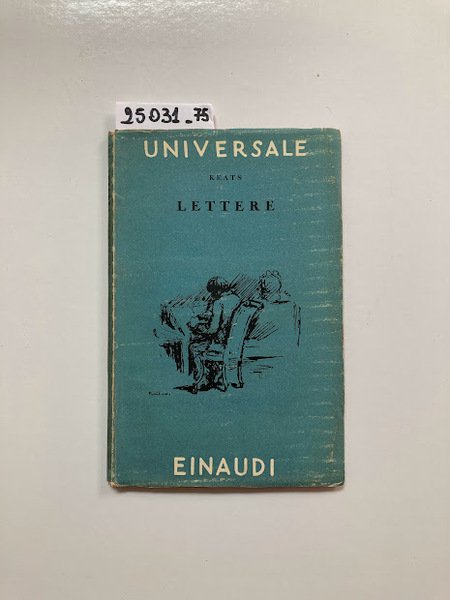 25031_75
UNIVERSALE
KEATS
LETTERE
EINAUDI